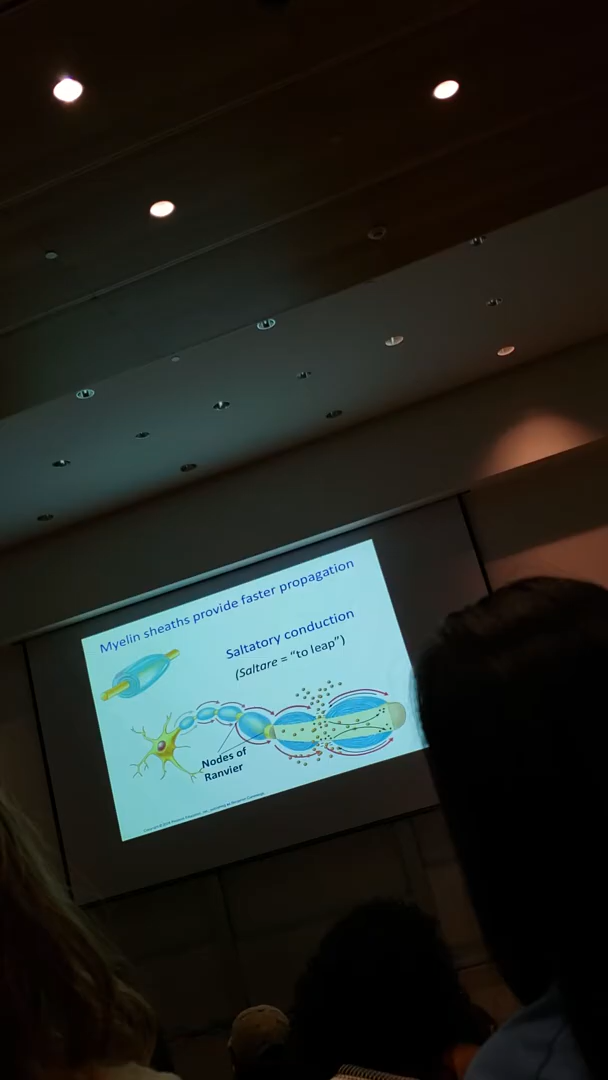 Myelin sheaths provide faster propagation
Saltatory conduction
(Saltare = "to leap")
Nodes of
Ranvier